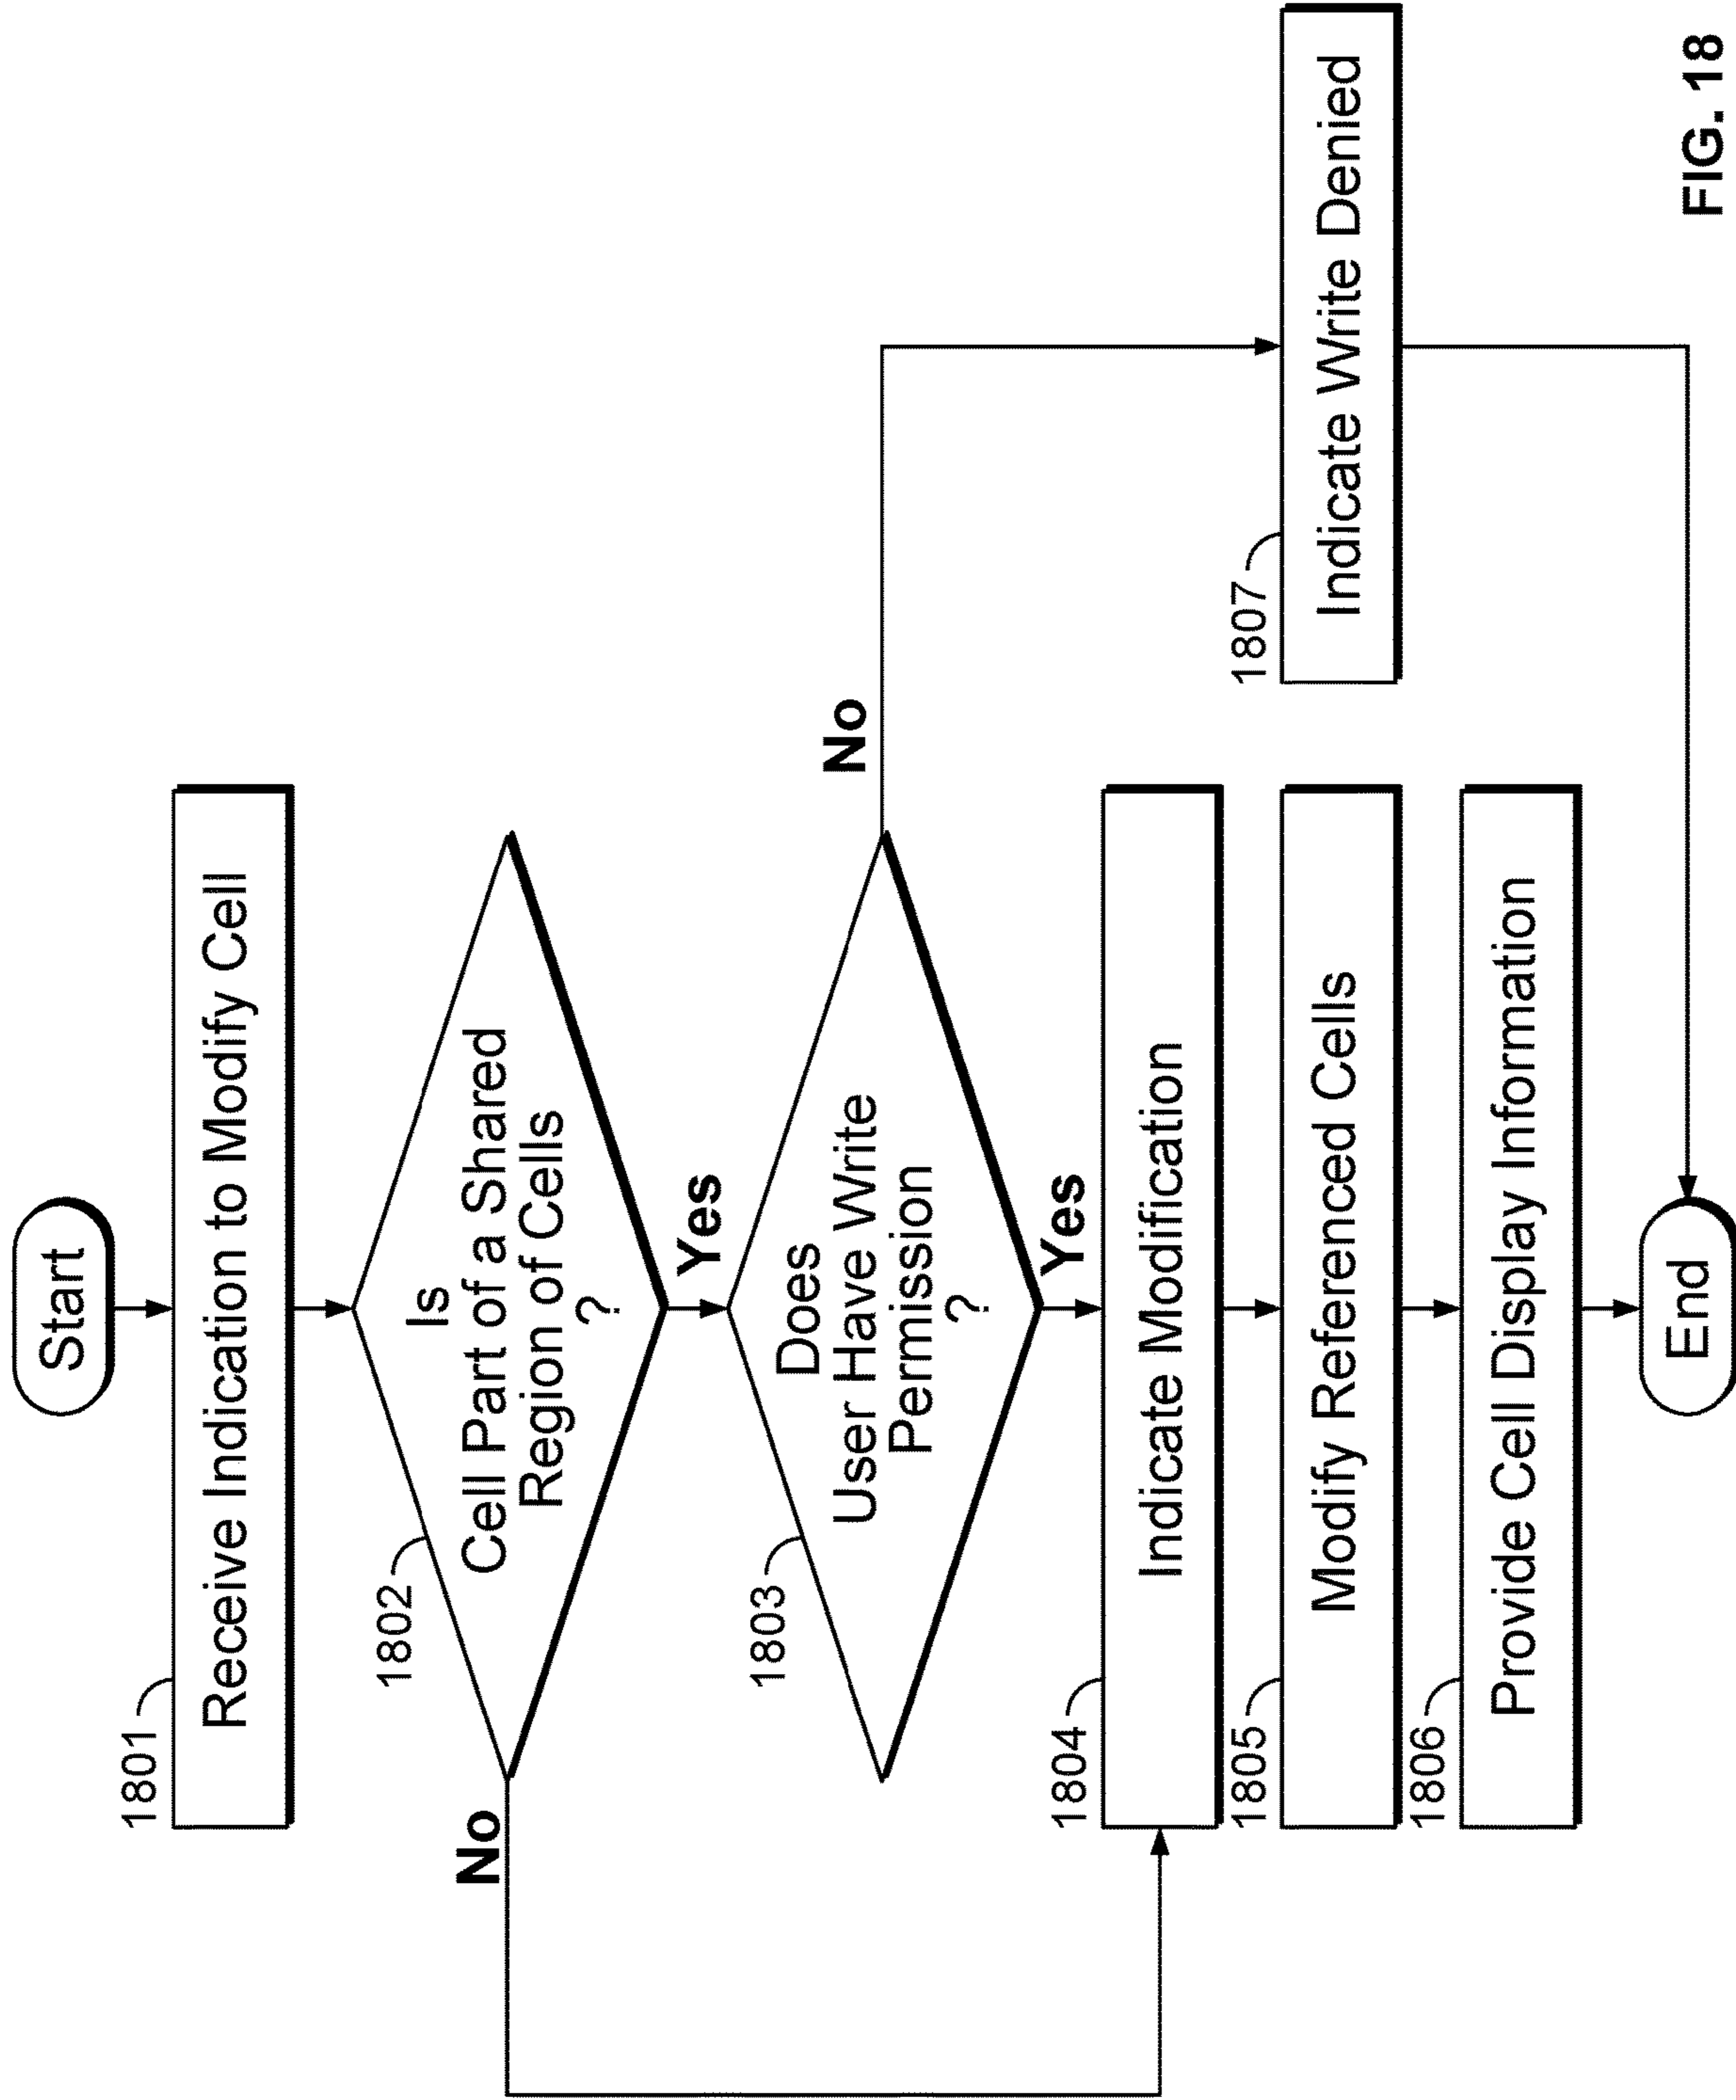 Start
1801
Receive Indication to Modify Cell
1802
Is
Cell Part of a Shared
Region of Cells
?
No
Yes
1803
Does
User Have Write
Permission
?
No
Yes
1804
Indicate Modification
1805
Modify Referenced Cells
1806
Provide Cell Display Information
1807
Indicate Write Denied
End
FIG. 18